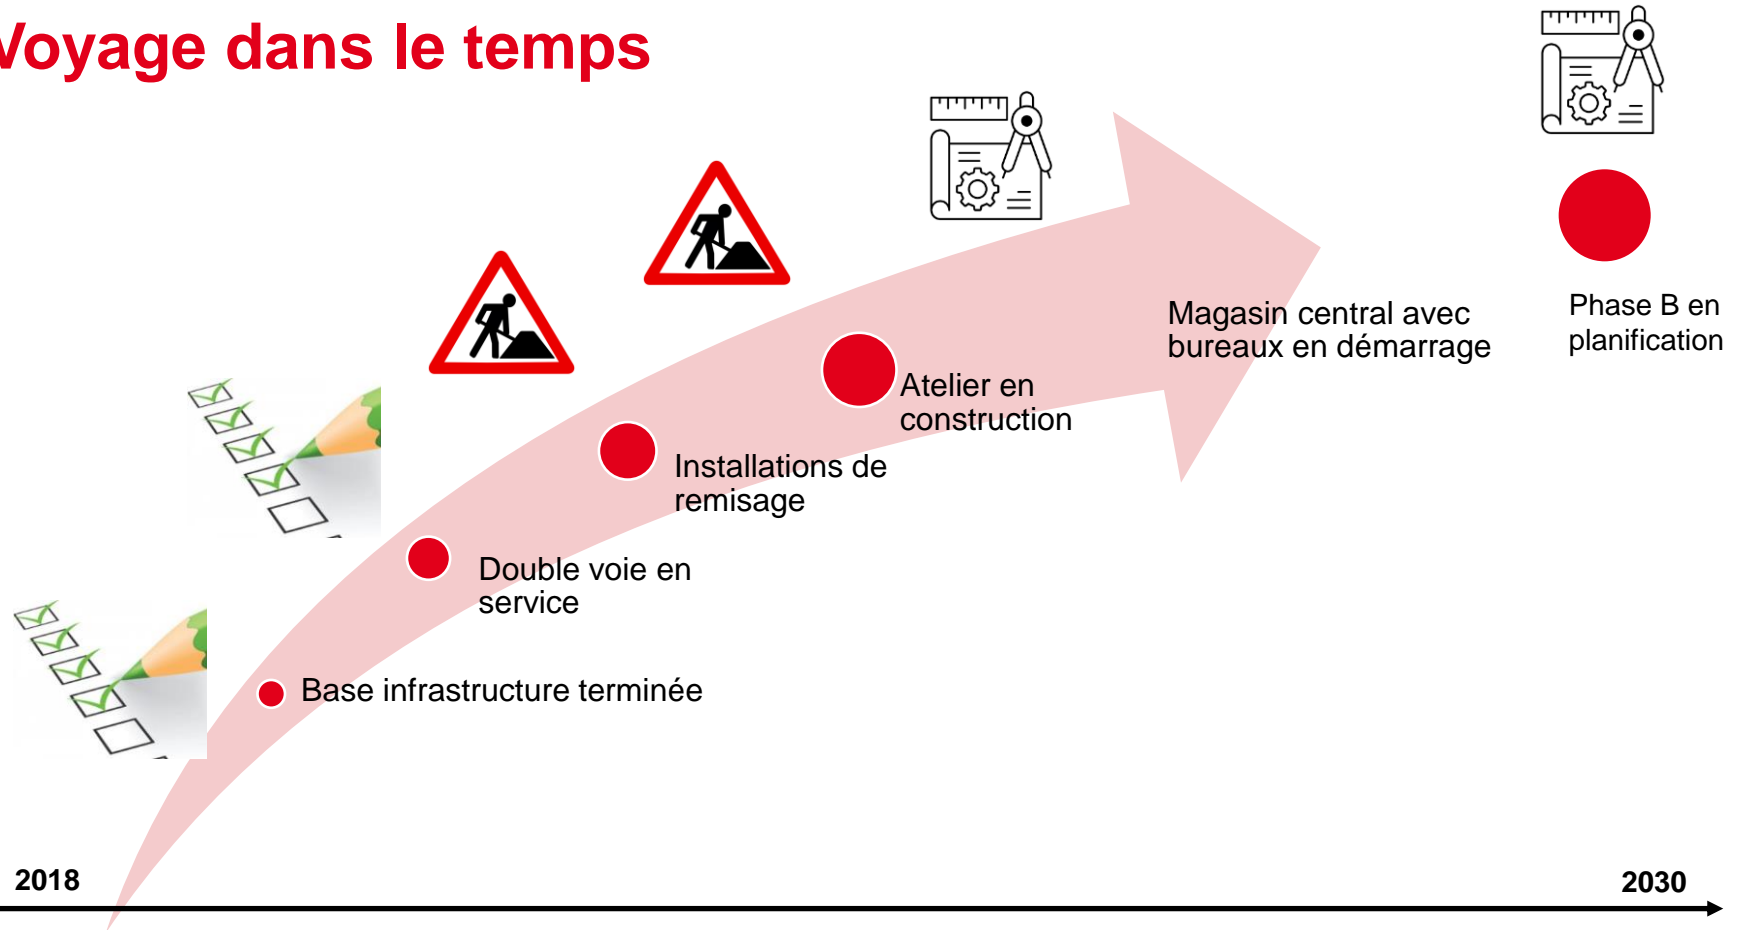 Voyage dans le temps
Magasin central avec
bureaux en démarrage
Phase B en
planification
Atelier en
construction
Installations de
remisage
Double voie en
service
Base infrastructure terminée
2018
2030